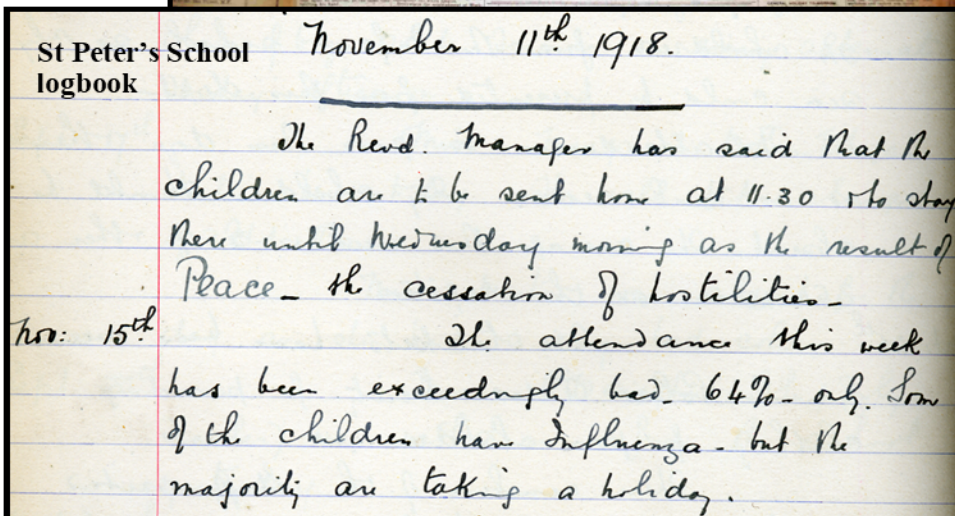 St Peter's School
logbook
November 11th 1918.
The Revd. Manager has said that the
children are to be sent home at 11.30 & to stay
there until Wednesday morning as the result of
Peace - the cessation of hostilities -
Nov: 15th The attendance this week
has been exceedingly bad - 64% - only. Some
of the children have Influenza - but the
majority are taking a holiday.